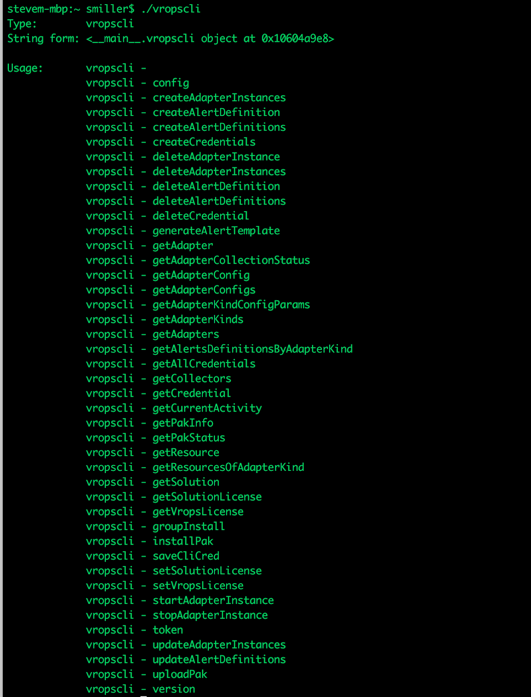 stevem-mbp:~ smiller$ ./vropscli
Type: vropscli
String form: <__main__.vropscli object at 0x10604a9e8>
Usage: vropscli -
vropscli - config
vropscli - createAdapterInstances
vropscli - createAlertDefinition
vropscli - createAlertDefinitions
vropscli - createCredentials
vropscli - deleteAdapterInstance
vropscli - deleteAdapterInstances
vropscli - deleteAlertDefinition
vropscli - deleteAlertDefinitions
vropscli - deleteCredential
vropscli - generateAlertTemplate
vropscli - getAdapter
vropscli - getAdapterCollectionStatus
vropscli - getAdapterConfig
vropscli - getAdapterConfigs
vropscli - getAdapterKindConfigParams
vropscli - getAdapterKinds
vropscli - getAdapters
vropscli - getAlertsDefinitionsByAdapterKind
vropscli - getAllCredentials
vropscli - getCollectors
vropscli - getCredential
vropscli - getCurrentActivity
vropscli - getPakInfo
vropscli - getPakStatus
vropscli - getResource
vropscli - getResourcesOfAdapterKind
vropscli - getSolution
vropscli - getSolutionLicense
vropscli - getVropsLicense
vropscli - groupInstall
vropscli - installPak
vropscli - saveCliCred
vropscli - setSolutionLicense
vropscli - setVropsLicense
vropscli - startAdapterInstance
vropscli - stopAdapterInstance
vropscli - token
vropscli - updateAdapterInstances
vropscli - updateAlertDefinitions
vropscli - uploadPak
vropscli - version